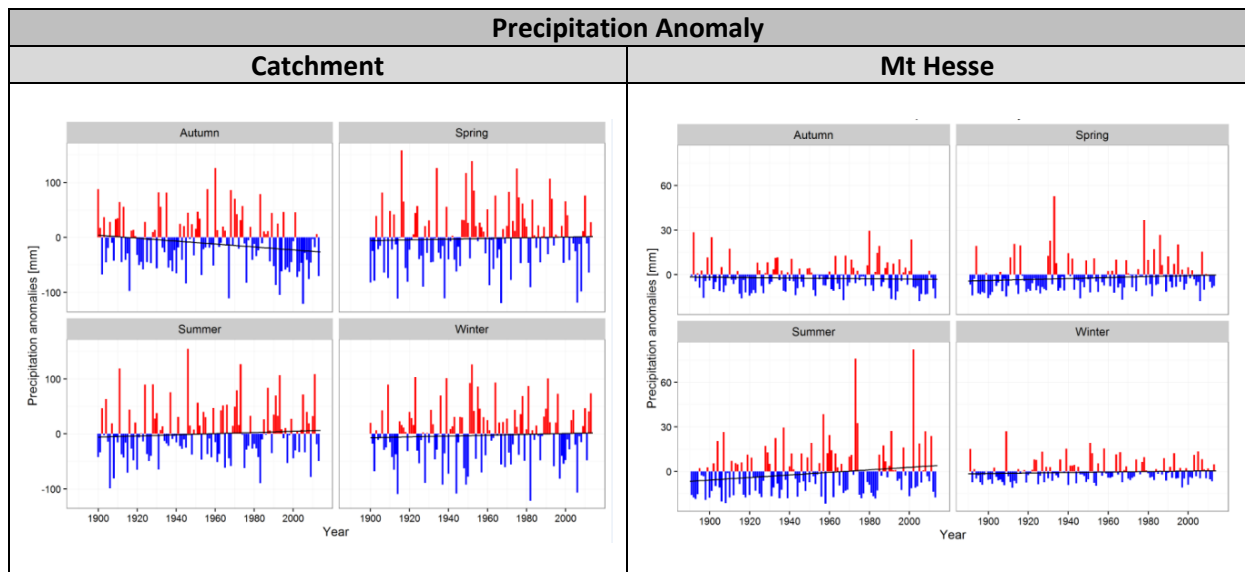 Precipitation Anomaly
Catchment
Mt Hesse
Autumn
Spring
Summer
Winter
Precipitation anomalies [mm]
100
0
-100
100
0
-100
1900 1920 1940 1960 1980 2000
1900 1920 1940 1960 1980 2000
Year
Autumn
Spring
Summer
Winter
Precipitation anomalies [mm]
60
30
0
60
30
0
1900 1920 1940 1960 1980 2000
1900 1920 1940 1960 1980 2000
Year